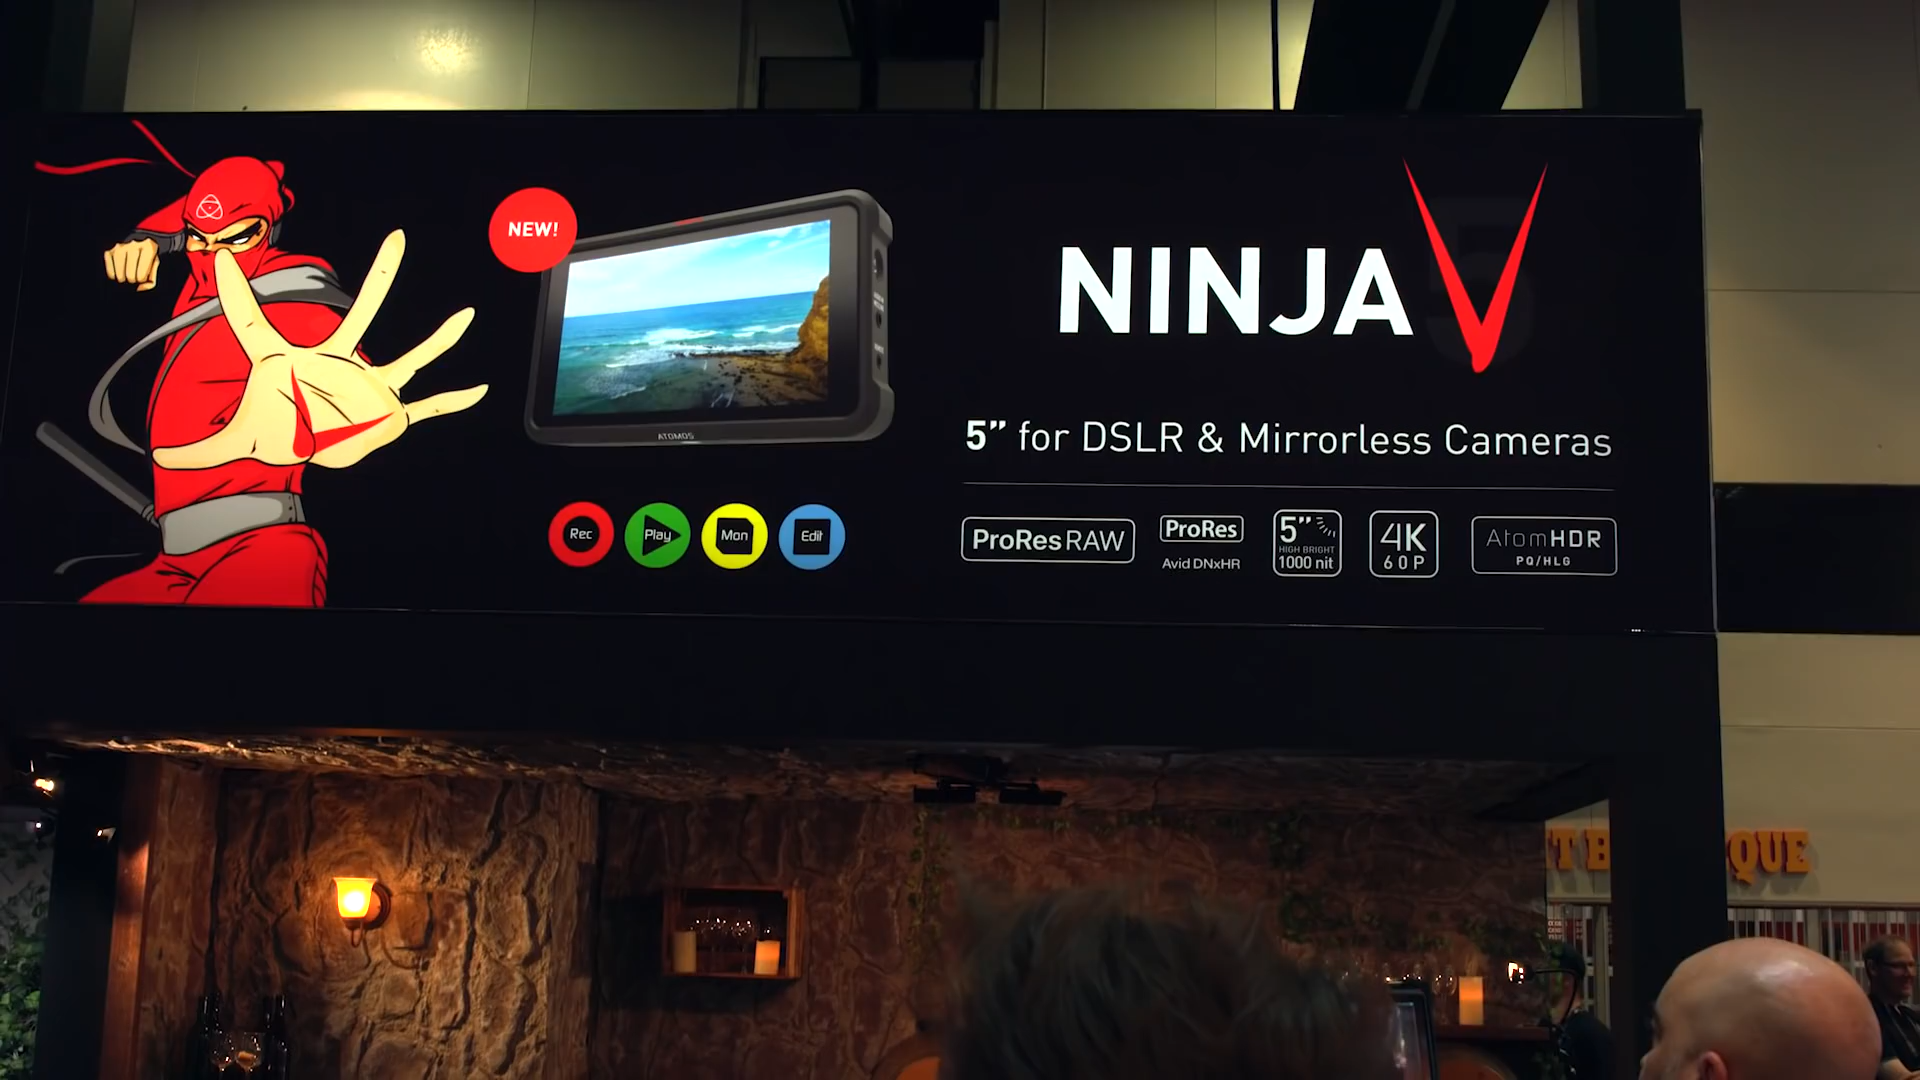 NEW!
NINJA V
ATOMOS
5" for DSLR & Mirrorless Cameras
Rec
Play
Mon
Edit
ProRes RAW
ProRes
Avid DNxHR
5"
HIGH BRIGHT
1000 nit
4K
60P
AtomHDR
PQ/HLG
QUE